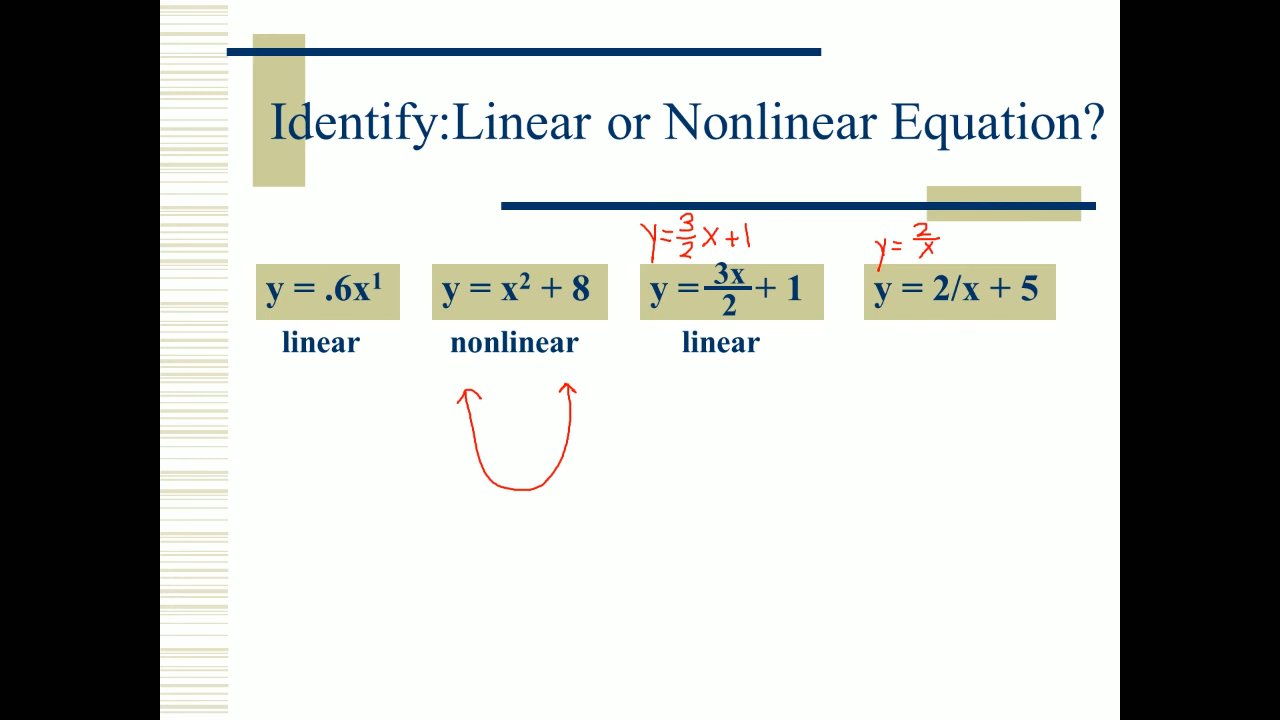 Identify:Linear or Nonlinear Equation?
y = 3/2 x + 1
y = 2/x
y = .6x¹
y = x² + 8
y = 3x/2 + 1
y = 2/x + 5
linear
nonlinear
linear